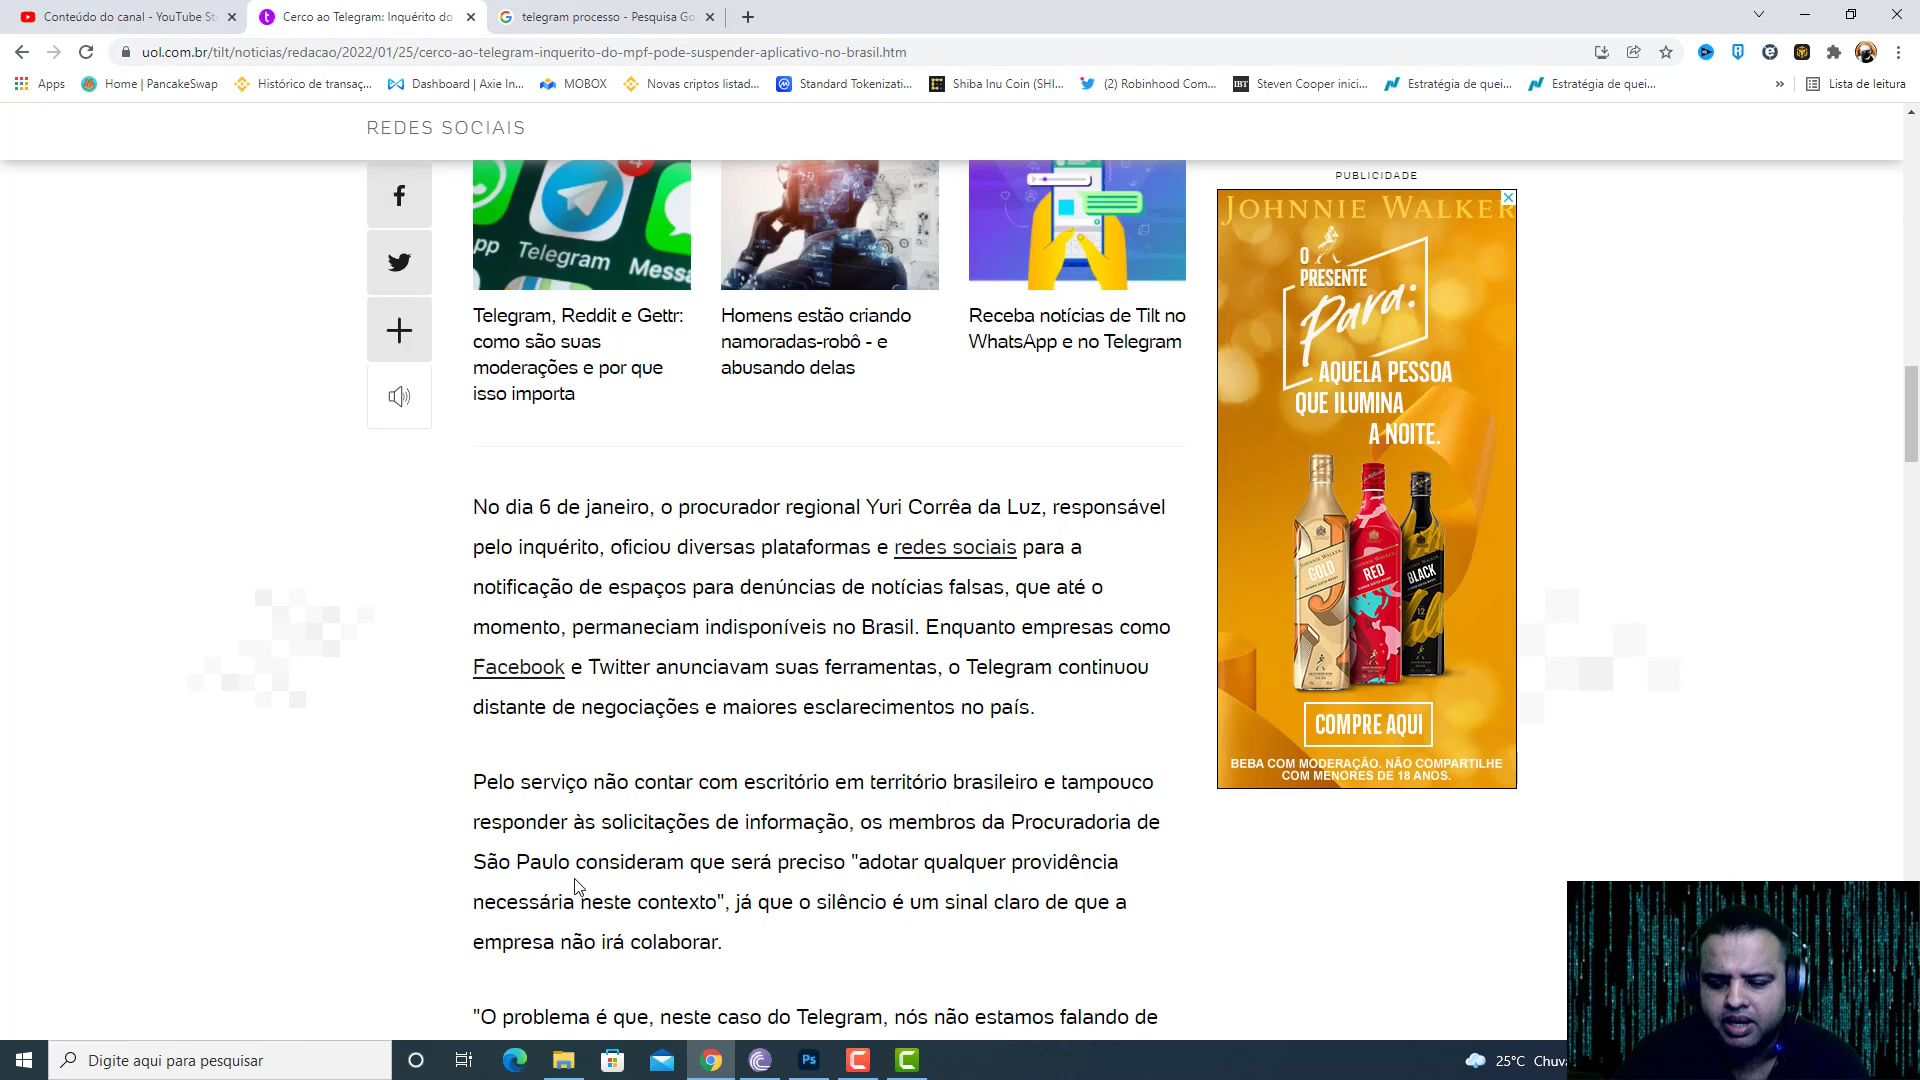 Conteúdo do canal - YouTube St
Cerco ao Telegram: Inquérito do
telegram processo - Pesquisa Go
uol.com.br/tilt/noticias/redacao/2022/01/25/cerco-ao-telegram-inquerito-do-mpf-pode-suspender-aplicativo-no-brasil.htm
Apps
Home | PancakeSwap
Histórico de transaç...
Dashboard | Axie In...
MOBOX
Novas criptos listad...
Standard Tokenizati...
Shiba Inu Coin (SHI...
(2) Robinhood Com...
IBT
Steven Cooper inici...
Estratégia de quei...
Estratégia de quei...
»
Lista de leitura
REDES SOCIAIS
4
pp Telegram Messa
Telegram, Reddit e Gettr:
como são suas
moderações e por que
isso importa
Homens estão criando
namoradas-robô - e
abusando delas
Receba notícias de Tilt no
WhatsApp e no Telegram
No dia 6 de janeiro, o procurador regional Yuri Corrêa da Luz, responsável
pelo inquérito, oficiou diversas plataformas e redes sociais para a
notificação de espaços para denúncias de notícias falsas, que até o
momento, permaneciam indisponíveis no Brasil. Enquanto empresas como
Facebook e Twitter anunciavam suas ferramentas, o Telegram continuou
distante de negociações e maiores esclarecimentos no país.
Pelo serviço não contar com escritório em território brasileiro e tampouco
responder às solicitações de informação, os membros da Procuradoria de
São Paulo consideram que será preciso "adotar qualquer providência
necessária neste contexto", já que o silêncio é um sinal claro de que a
empresa não irá colaborar.
"O problema é que, neste caso do Telegram, nós não estamos falando de
PUBLICIDADE
JOHNNIE WALKER
O
PRESENTE
Para:
AQUELA PESSOA
QUE ILUMINA
A NOITE.
GOLD
RED
BLACK
12
COMPRE AQUI
BEBA COM MODERAÇÃO. NÃO COMPARTILHE
COM MENORES DE 18 ANOS.
Digite aqui para pesquisar
Ps
25°C Chuva